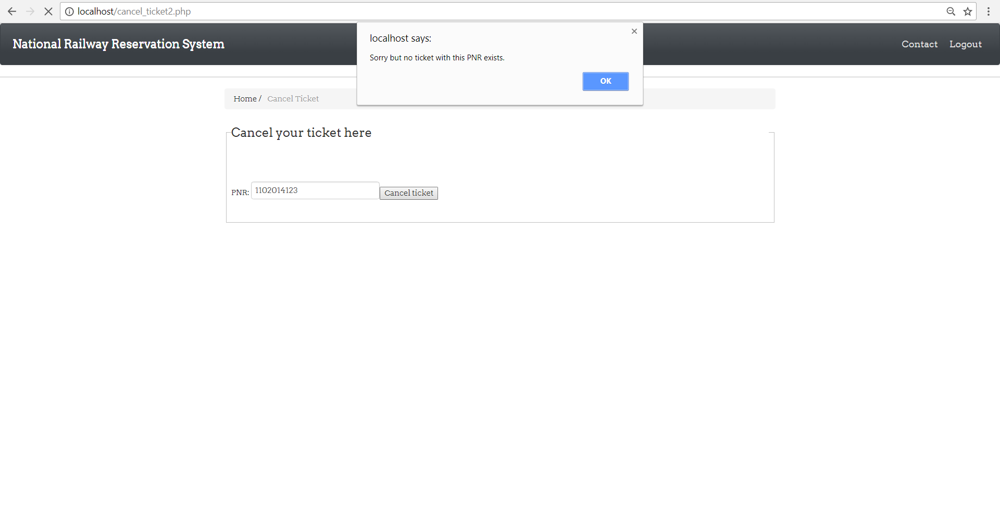 localhost/cancel_ticket2.php
National Railway Reservation System
Contact Logout
localhost says:
Sorry but no ticket with this PNR exists.
OK
Home / Cancel Ticket
Cancel your ticket here
PNR: 1102014123 Cancel ticket